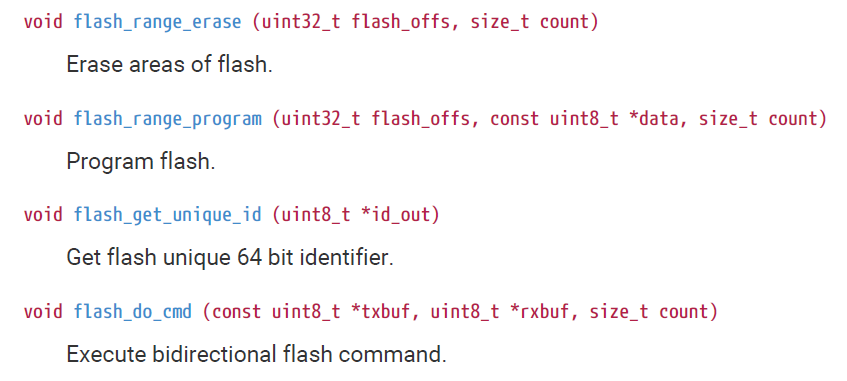 void flash_range_erase (uint32_t flash_offs, size_t count)
Erase areas of flash.
void flash_range_program (uint32_t flash_offs, const uint8_t *data, size_t count)
Program flash.
void flash_get_unique_id (uint8_t *id_out)
Get flash unique 64 bit identifier.
void flash_do_cmd (const uint8_t *txbuf, uint8_t *rxbuf, size_t count)
Execute bidirectional flash command.